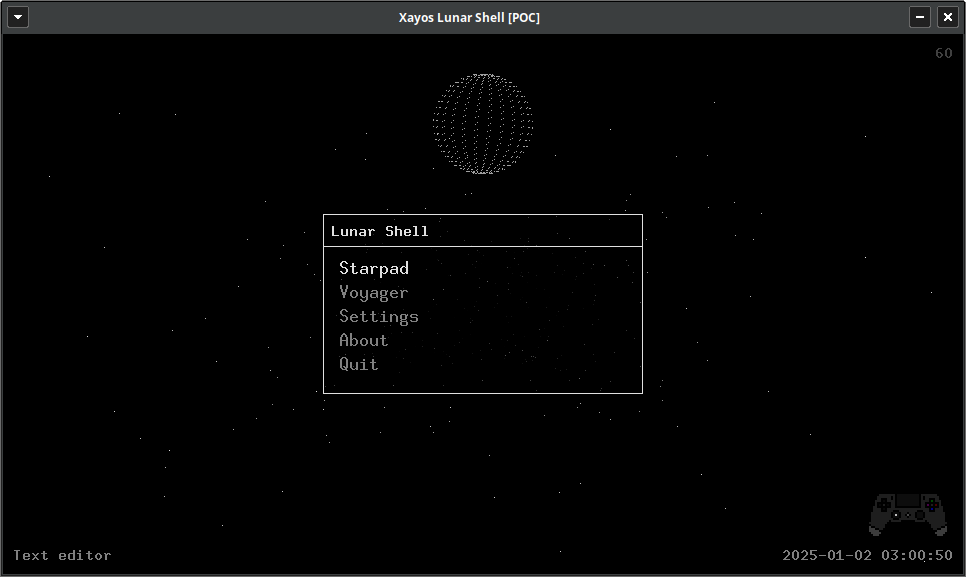 Xayos Lunar Shell [POC]
60
Lunar Shell
Starpad
Voyager
Settings
About
Quit
Text editor
2025-01-02 03:00:50